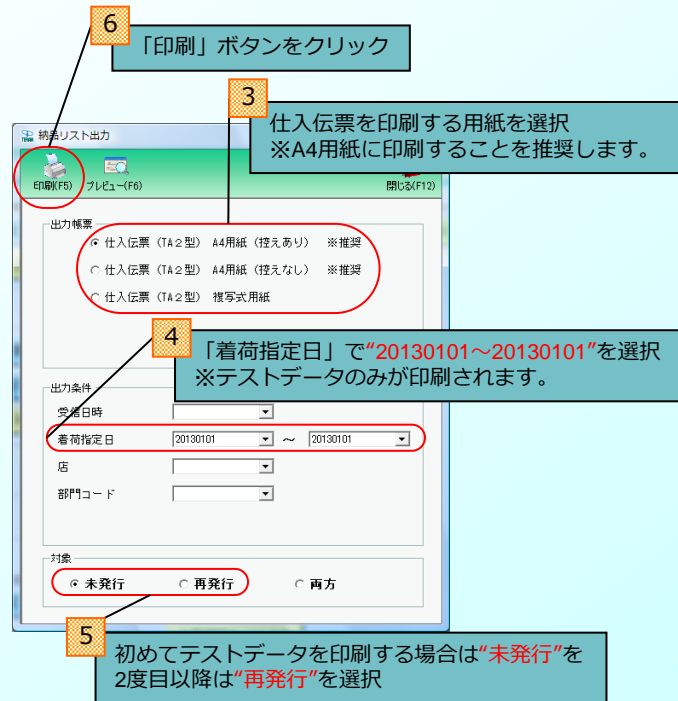 6
「印刷」ボタンをクリック
3
仕入伝票を印刷する用紙を選択
※A4用紙に印刷することを推奨します。
納品リスト出力
印刷(F5) プレビュー(F6) 閉じる(F12)
出力帳票
仕入伝票（TA２型） A4用紙（控えあり） ※推奨
仕入伝票（TA２型） A4用紙（控えなし） ※推奨
仕入伝票（TA２型） 複写式用紙
4
「着荷指定日」で“20130101～20130101”を選択
※テストデータのみが印刷されます。
出力条件
受信日時
着荷指定日 20130101 ～ 20130101
店
部門コード
対象
未発行 再発行 両方
5
初めてテストデータを印刷する場合は“未発行”を
2度目以降は“再発行”を選択